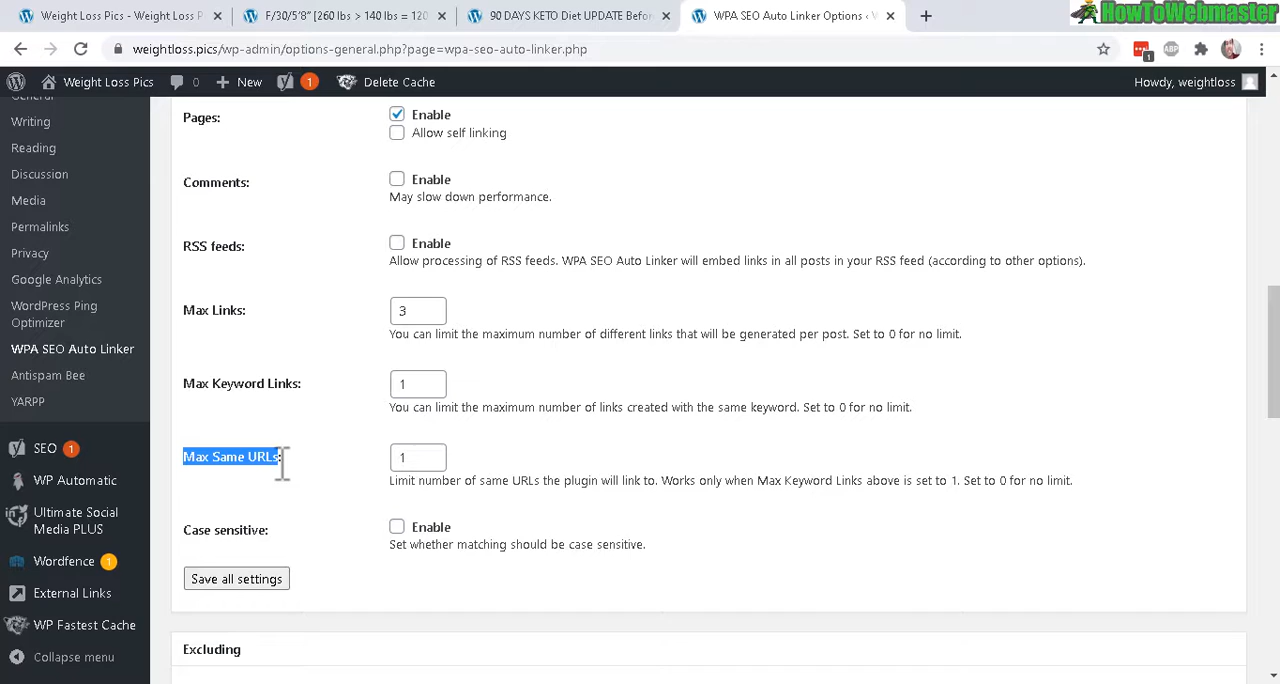 Weight Loss Pics - Weight Loss P
F/30/5'8" [260 lbs > 140 lbs = 120
90 DAYS KETO Diet UPDATE Befor
WPA SEO Auto Linker Options ‹ W
HowToWebmaster
weightloss.pics/wp-admin/options-general.php?page=wpa-seo-auto-linker.php
1
ABP
Weight Loss Pics
0
New
1
Delete Cache
Howdy, weightloss
General
Writing
Reading
Discussion
Media
Permalinks
Privacy
Google Analytics
WordPress Ping
Optimizer
WPA SEO Auto Linker
Antispam Bee
YARPP
SEO 1
WP Automatic
Ultimate Social
Media PLUS
Wordfence 1
External Links
WP Fastest Cache
Collapse menu
Pages:
Enable
Allow self linking
Comments:
Enable
May slow down performance.
RSS feeds:
Enable
Allow processing of RSS feeds. WPA SEO Auto Linker will embed links in all posts in your RSS feed (according to other options).
Max Links:
3
You can limit the maximum number of different links that will be generated per post. Set to 0 for no limit.
Max Keyword Links:
1
You can limit the maximum number of links created with the same keyword. Set to 0 for no limit.
Max Same URLs:
1
Limit number of same URLs the plugin will link to. Works only when Max Keyword Links above is set to 1. Set to 0 for no limit.
Case sensitive:
Enable
Set whether matching should be case sensitive.
Save all settings
Excluding